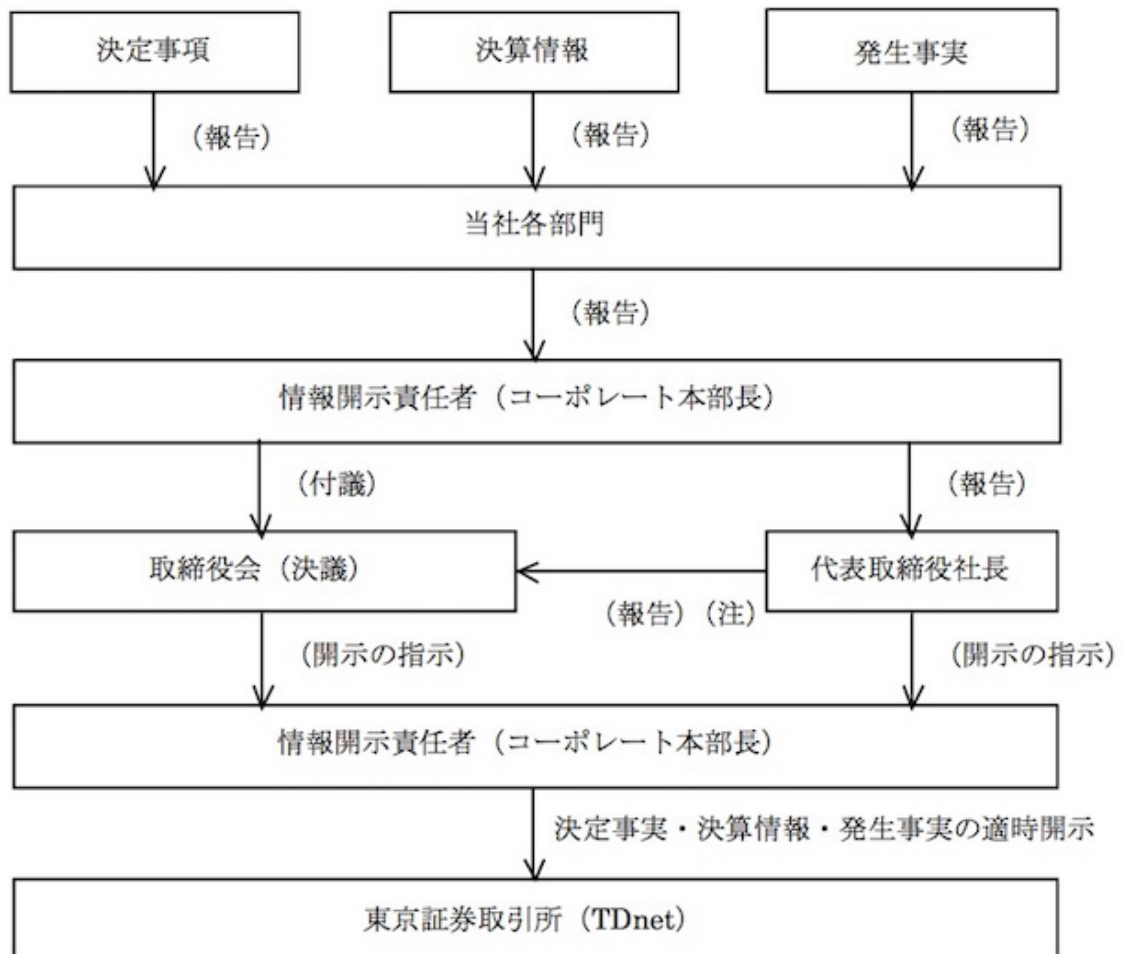 決定事項
決算情報
発生事実
（報告）
（報告）
（報告）
当社各部門
（報告）
情報開示責任者（コーポレート本部長）
（付議）
（報告）
取締役会（決議）
代表取締役社長
（報告）（注）
（開示の指示）
（開示の指示）
情報開示責任者（コーポレート本部長）
決定事実・決算情報・発生事実の適時開示
東京証券取引所（TDnet）